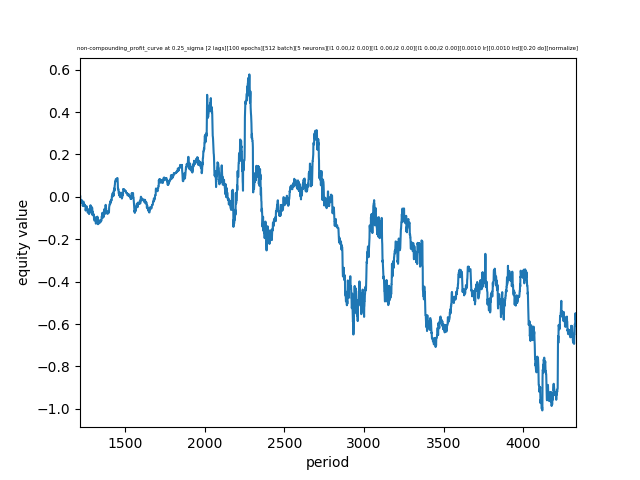 non-compounding_profit_curve at 0.25_sigma [2 lags][100 epochs][512 batch][5 neurons][l1 0.00,l2 0.00][l1 0.00,l2 0.00][l1 0.00,l2 0.00][0.0010 lr][0.0010 lrd][0.20 do][normalize]
0.6
0.4
0.2
0.0
−0.2
−0.4
−0.6
−0.8
−1.0
equity value
1500 2000 2500 3000 3500 4000
period